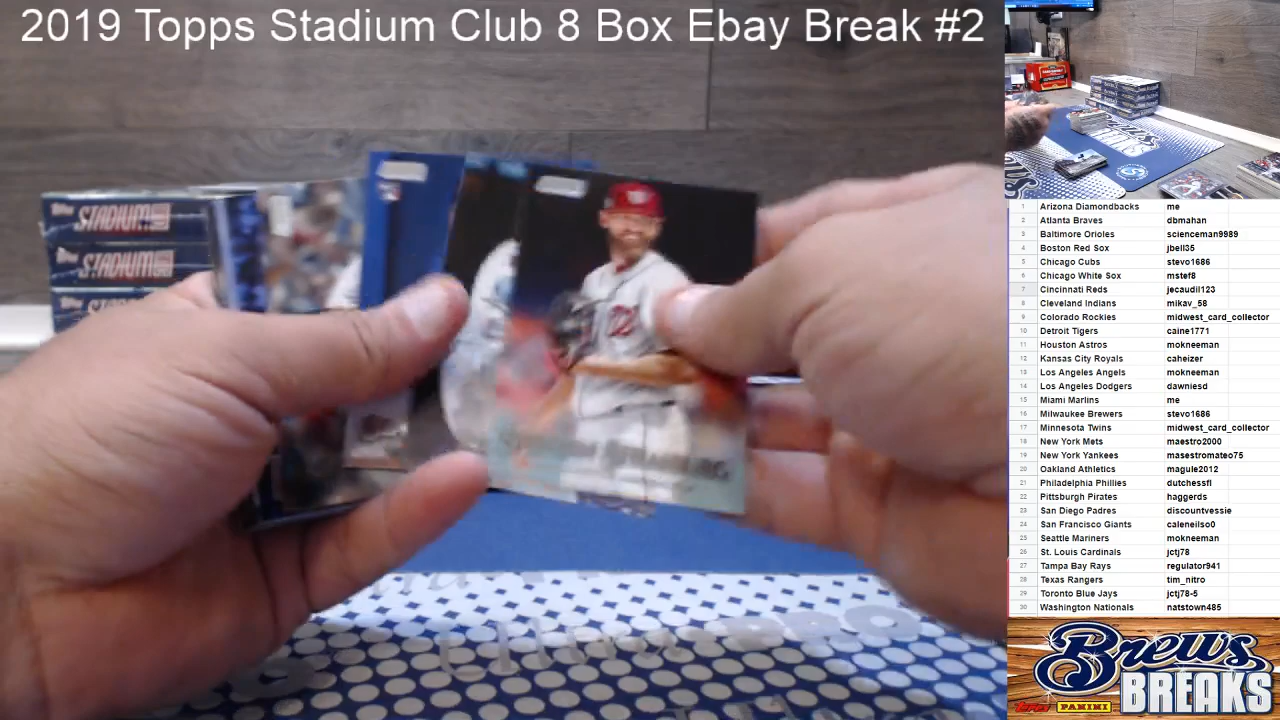 2019 Topps Stadium Club 8 Box Ebay Break #2
STADIUM
STADIUM
1 Arizona Diamondbacks me
2 Atlanta Braves dbmahan
3 Baltimore Orioles scienceman9989
4 Boston Red Sox jbell35
5 Chicago Cubs stevo1686
6 Chicago White Sox mstef8
7 Cincinnati Reds jecaudil123
8 Cleveland Indians mikav_58
9 Colorado Rockies midwest_card_collector
10 Detroit Tigers caine1771
11 Houston Astros mokneeman
12 Kansas City Royals caheizer
13 Los Angeles Angels mokneeman
14 Los Angeles Dodgers dawniesd
15 Miami Marlins me
16 Milwaukee Brewers stevo1686
17 Minnesota Twins midwest_card_collector
18 New York Mets maestro2000
19 New York Yankees masestromateo75
20 Oakland Athletics magule2012
21 Philadelphia Phillies dutchessfl
22 Pittsburgh Pirates haggerds
23 San Diego Padres discountvessie
24 San Francisco Giants caleneilso0
25 Seattle Mariners mokneeman
26 St. Louis Cardinals jctj78
27 Tampa Bay Rays regulator941
28 Texas Rangers tim_nitro
29 Toronto Blue Jays jctj78-5
30 Washington Nationals natstown485
Brews
BREAKS
Topps PANINI